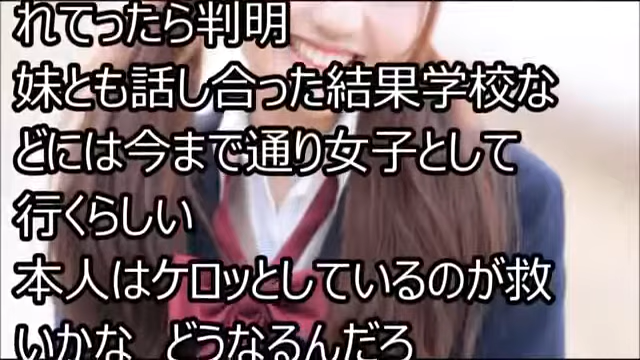 れてったら判明
妹とも話し合った結果学校な
どには今まで通り女子として
行くらしい
本人はケロッとしているのが救
いかな　どうなるんだろ